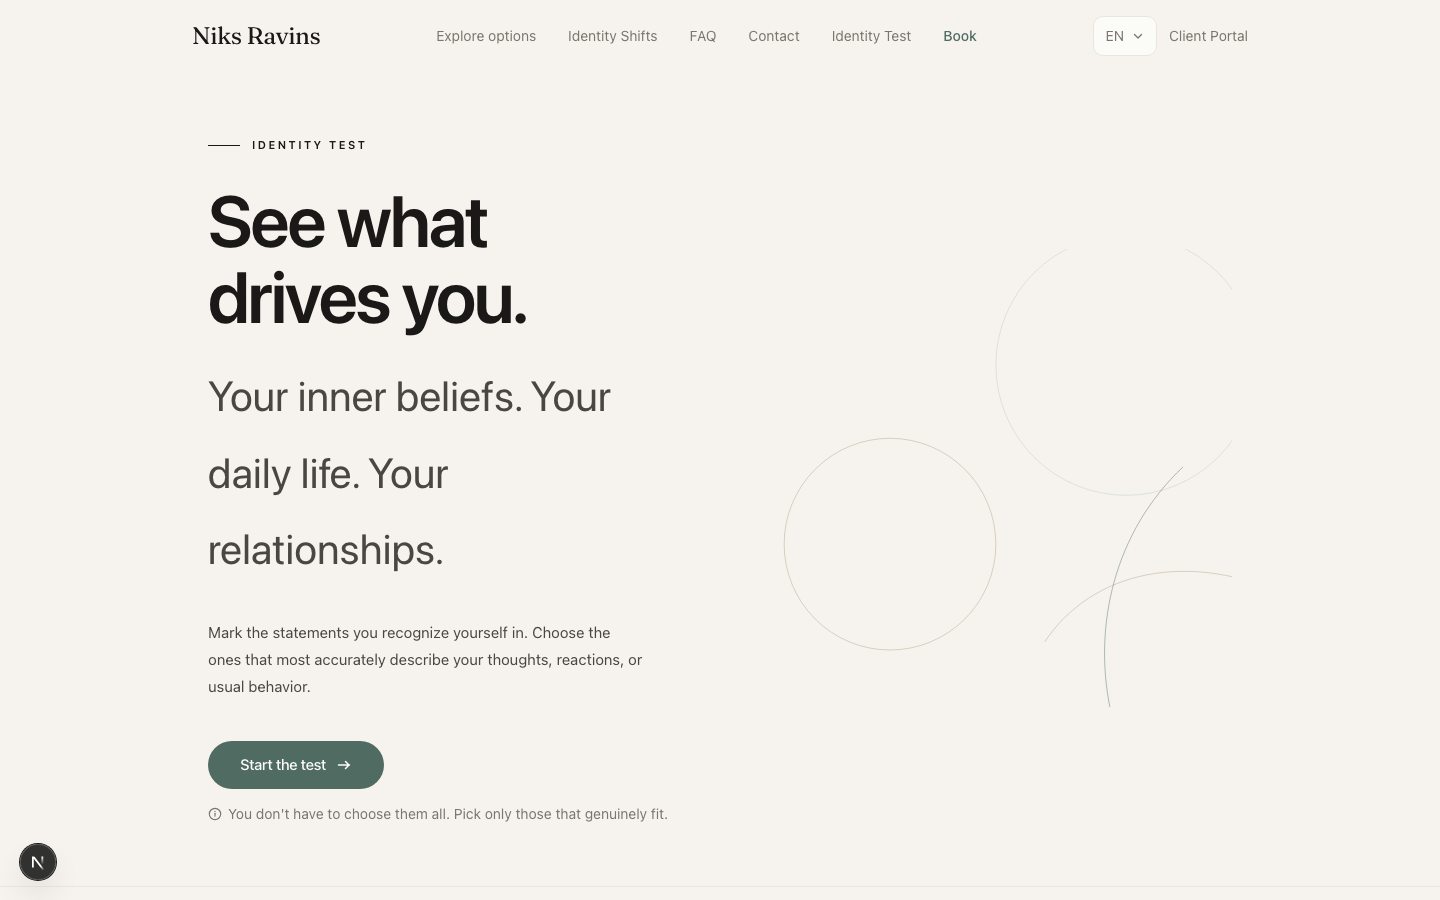 Niks Ravins
Explore options
Identity Shifts
FAQ
Contact
Identity Test
Book
EN
Client Portal
IDENTITY TEST
See what
drives you.
Your inner beliefs. Your
daily life. Your
relationships.
Mark the statements you recognize yourself in. Choose the
ones that most accurately describe your thoughts, reactions, or
usual behavior.
Start the test →
You don't have to choose them all. Pick only those that genuinely fit.
N